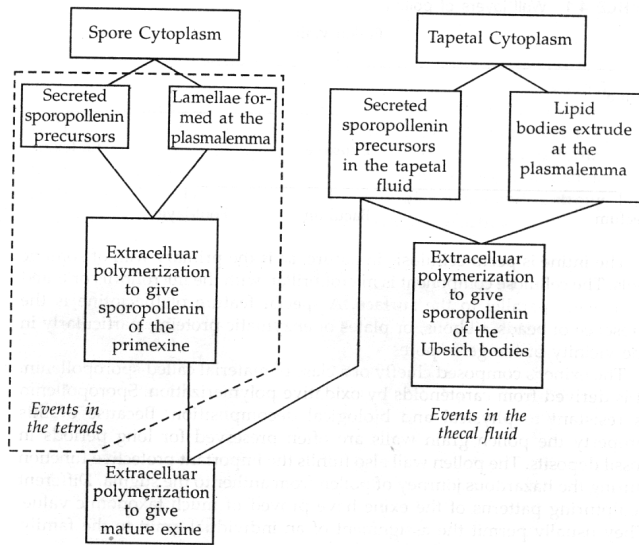 Spore Cytoplasm
Tapetal Cytoplasm
Secreted
sporopollenin
precursors
Lamellae for-
med at the
plasmalemma
Secreted
sporopollenin
precursors
in the tapetal
fluid
Lipid
bodies extrude
at the
plasmalemma
Extracelluar
polymerization
to give
sporopollenin
of the
primexine
Extracelluar
polymerization
to give
sporopollenin
of the
Ubsich bodies
Events in
the tetrads
Events in the
thecal fluid
Extracelluar
polymerization
to give
mature exine